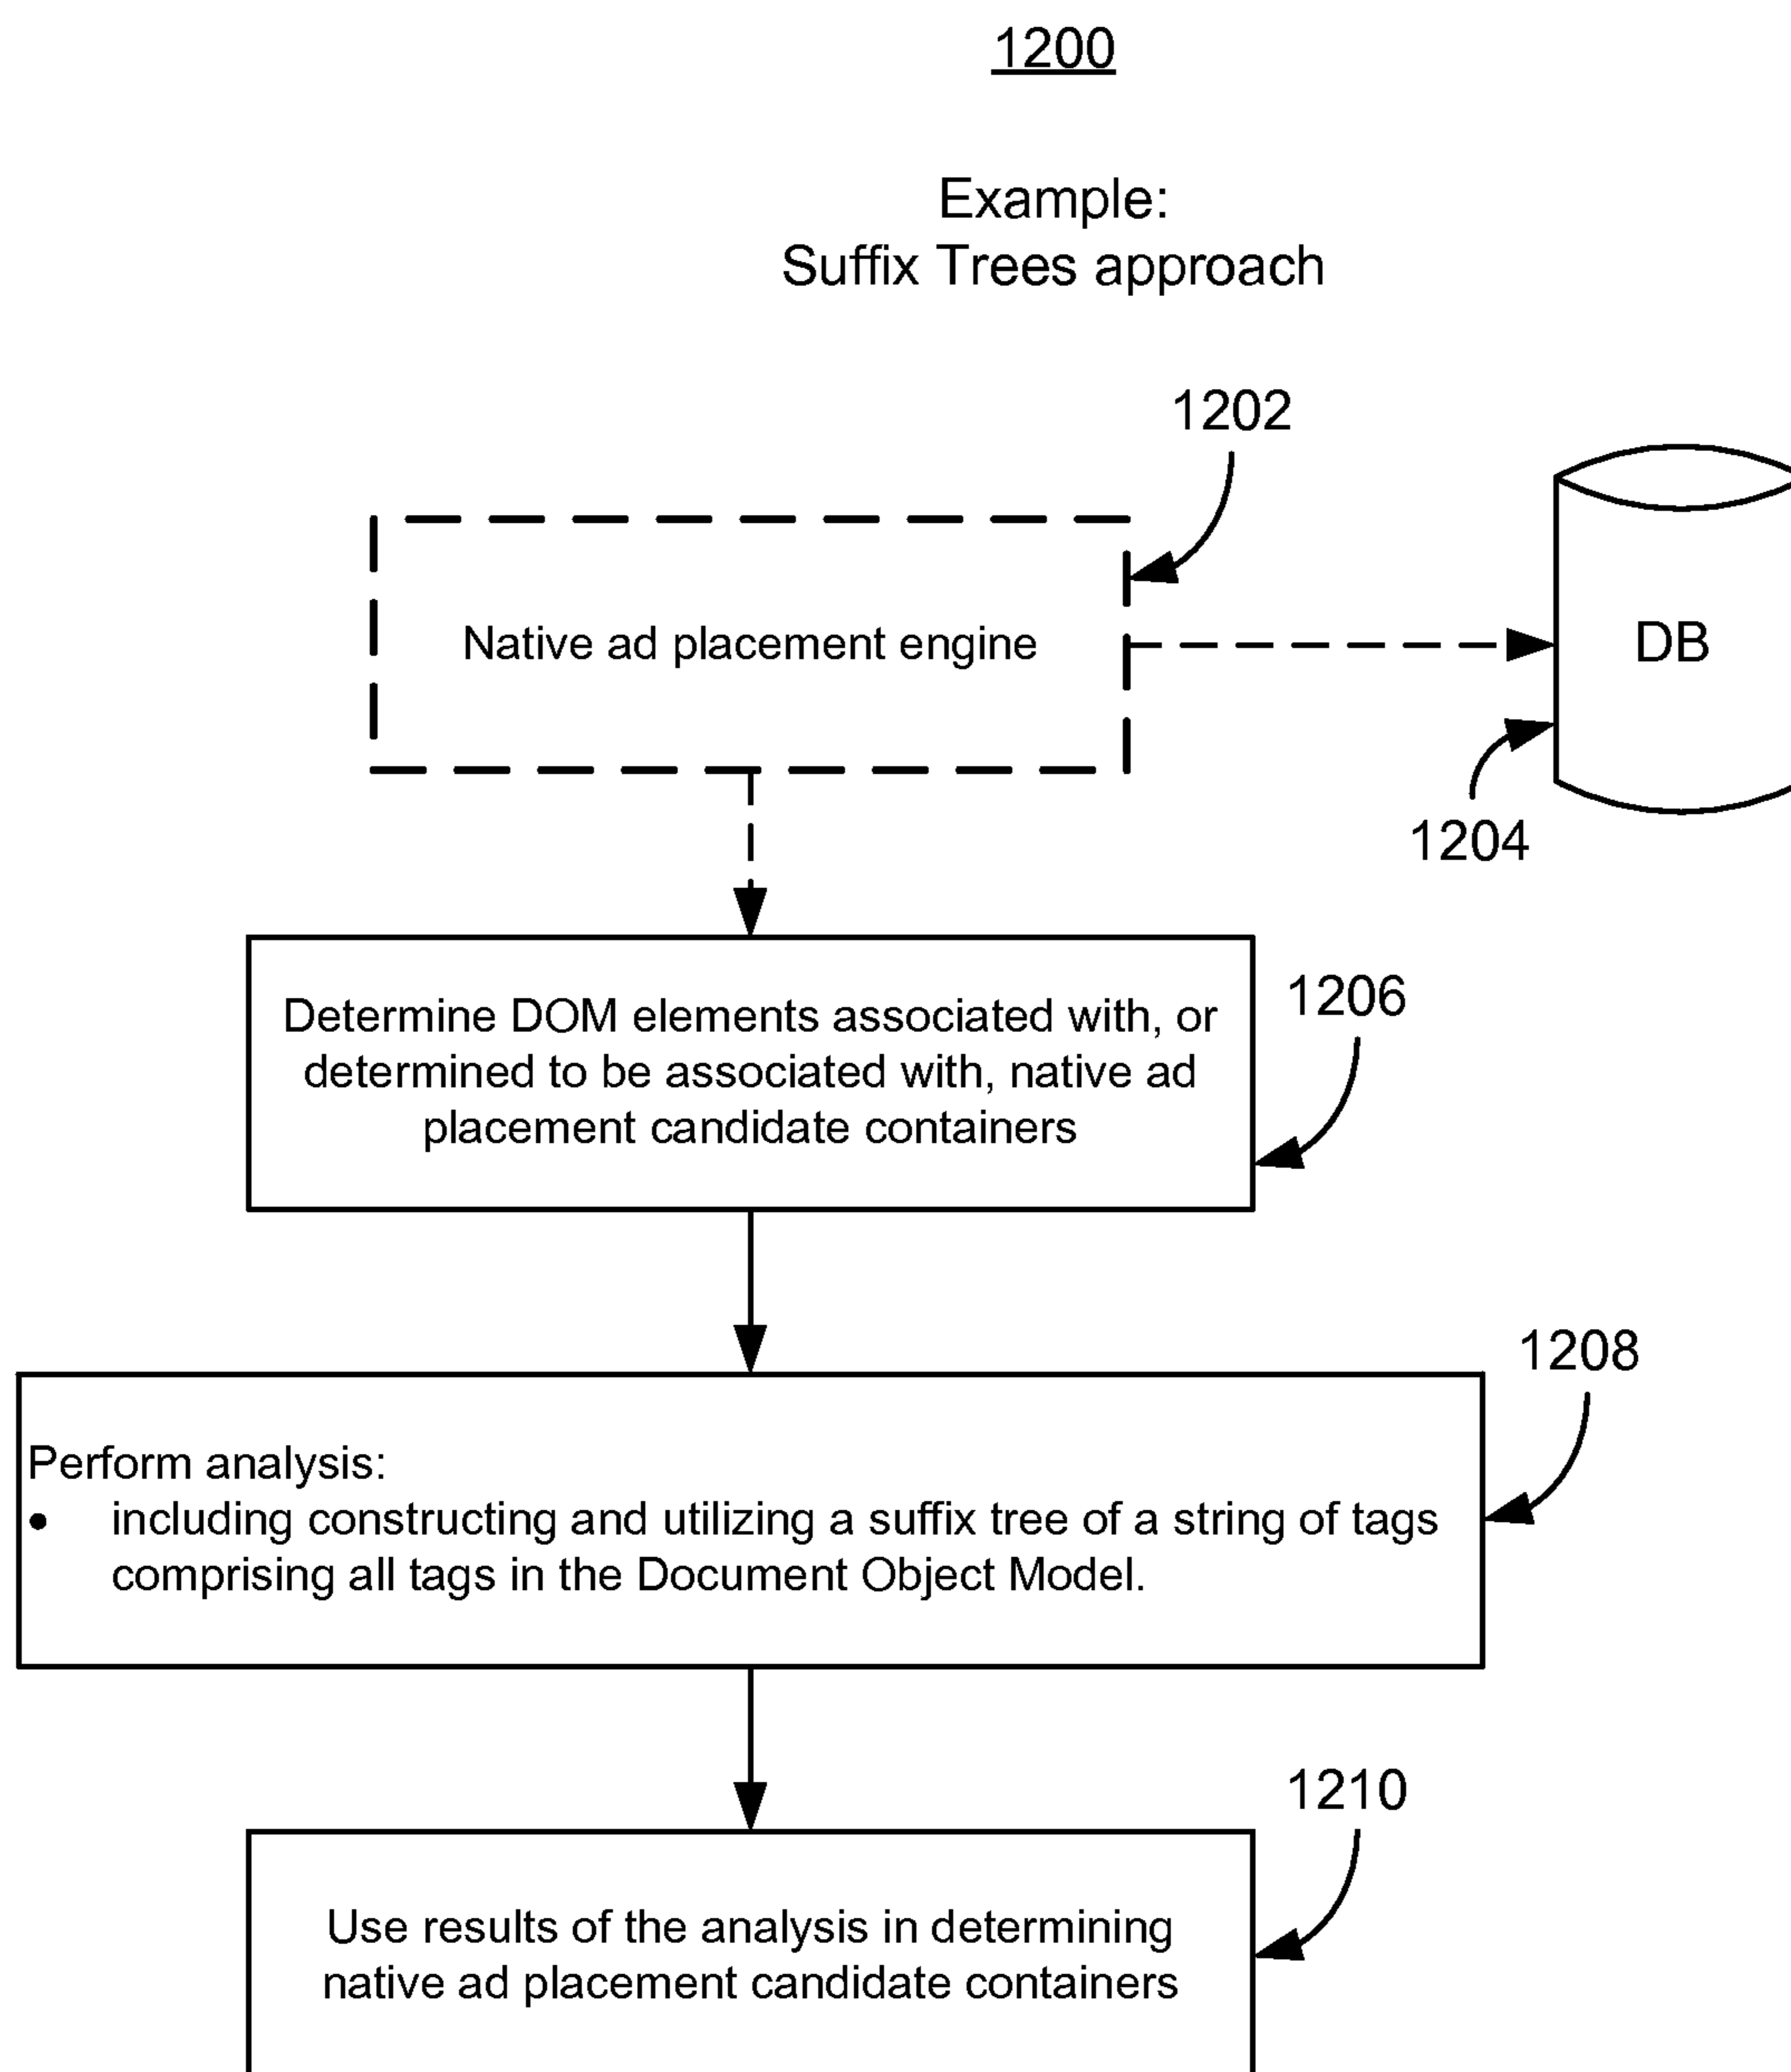 1200
Example:
Suffix Trees approach
1202
Native ad placement engine
DB
1204
Determine DOM elements associated with, or
determined to be associated with, native ad
placement candidate containers
1206
1208
Perform analysis:
• including constructing and utilizing a suffix tree of a string of tags
comprising all tags in the Document Object Model.
1210
Use results of the analysis in determining
native ad placement candidate containers